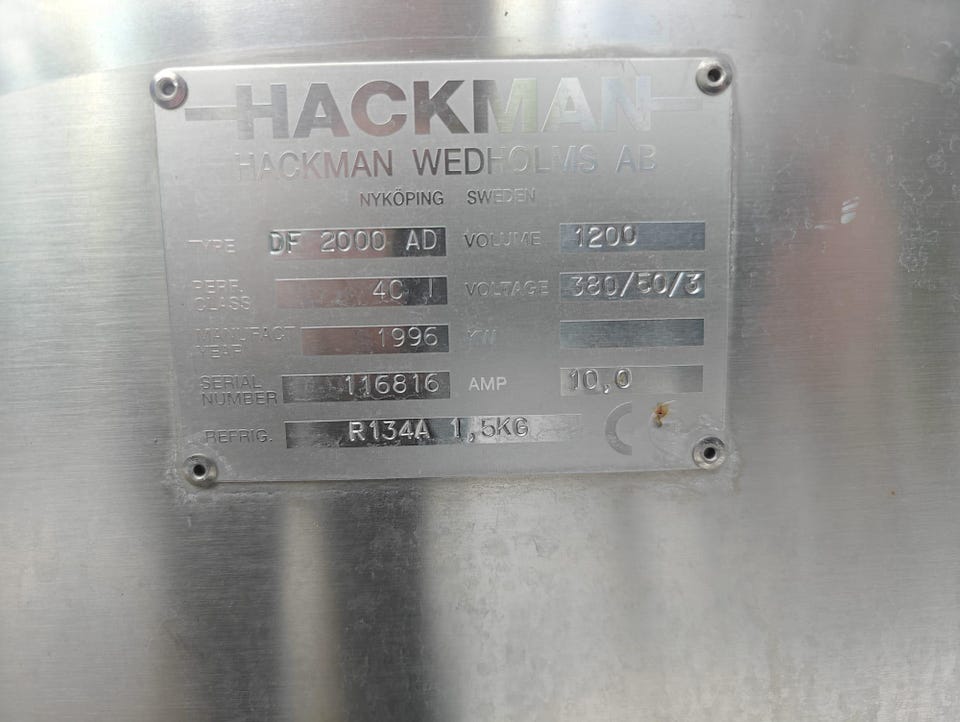 HACKMAN
HACKMAN WEDHOLMS AB
NYKÖPING SWEDEN
TYPE DF 2000 AD VOLUME 1200
PERF. CLASS 4C I VOLTAGE 380/50/3
MANUFACT YEAR 1996 KW
SERIAL NUMBER 116816 AMP 10,0
REFRIG. R134A 1,5KG CE